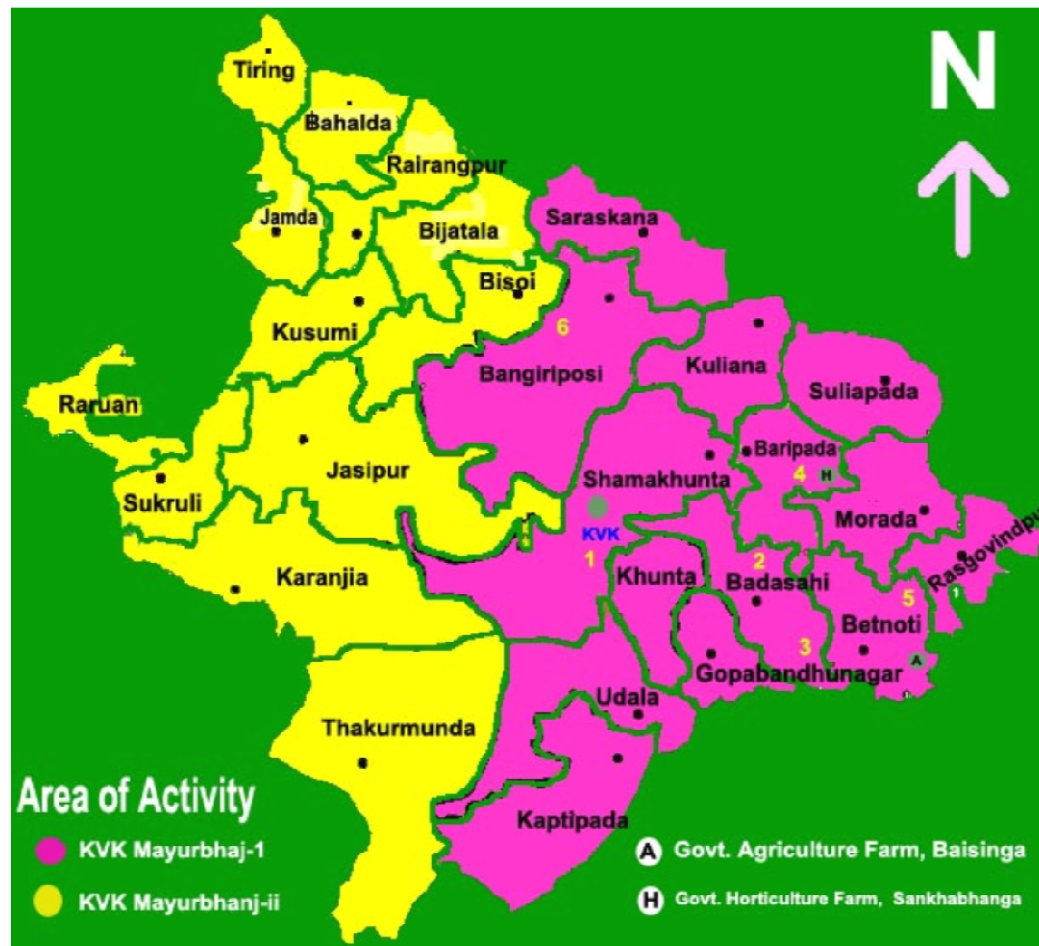 N
Tiring
Bahalda
Rairangpur
Jamda
Bijatala
Saraskana
Bisoi
Kusumi
6
Bangiriposi
Kuliana
Suliapada
Raruan
Baripada
Jasipur
Shamakhunta
4
H
Sukruli
KVK
Morada
Rasgovindpu
1
2
Karanjia
Khunta
Badasahi
5
1
Betnoti
3
A
Gopabandhunagar
Udala
Thakurmunda
Kaptipada
Area of Activity
KVK Mayurbhaj-1
KVK Mayurbhanj-ii
A Govt. Agriculture Farm, Baisinga
H Govt. Horticulture Farm, Sankhabhanga